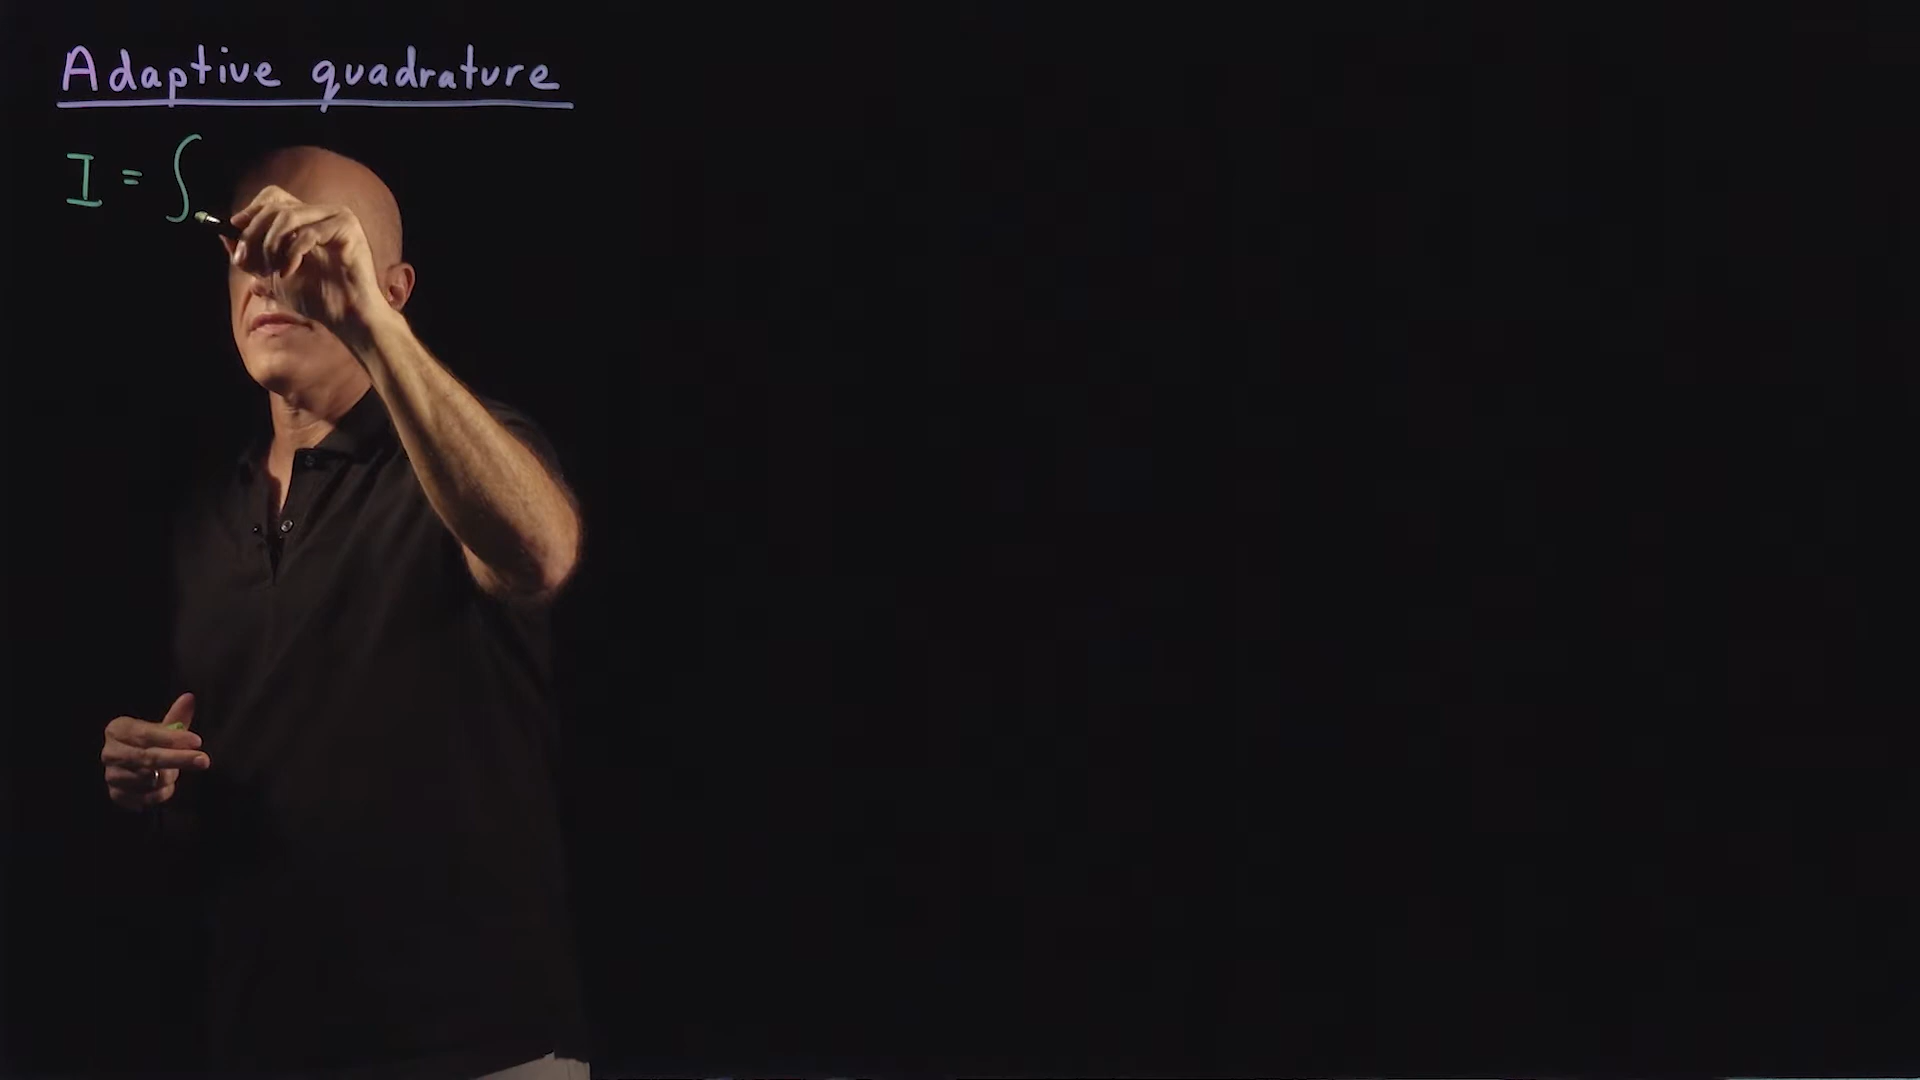 Adaptive quadrature
I = ∫